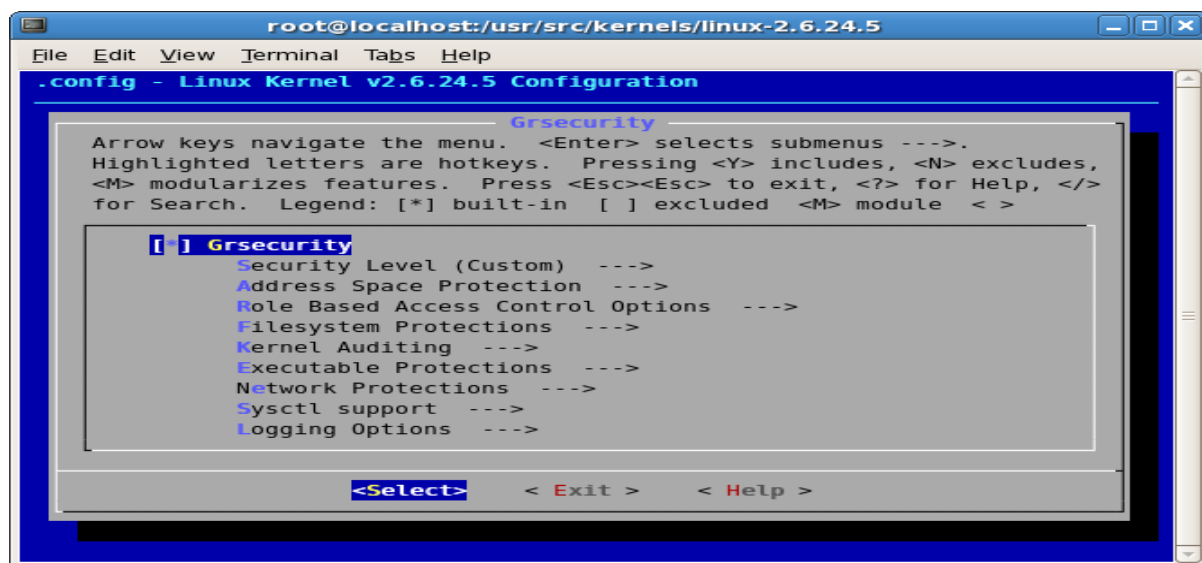 root@localhost:/usr/src/kernels/linux-2.6.24.5
File Edit View Terminal Tabs Help
.config - Linux Kernel v2.6.24.5 Configuration
Grsecurity
Arrow keys navigate the menu. <Enter> selects submenus --->.
Highlighted letters are hotkeys. Pressing <Y> includes, <N> excludes,
<M> modularizes features. Press <Esc><Esc> to exit, <?> for Help, </>
for Search. Legend: [*] built-in [ ] excluded <M> module < >
[*] Grsecurity
Security Level (Custom) --->
Address Space Protection --->
Role Based Access Control Options --->
Filesystem Protections --->
Kernel Auditing --->
Executable Protections --->
Network Protections --->
Sysctl support --->
Logging Options --->
<Select> < Exit > < Help >